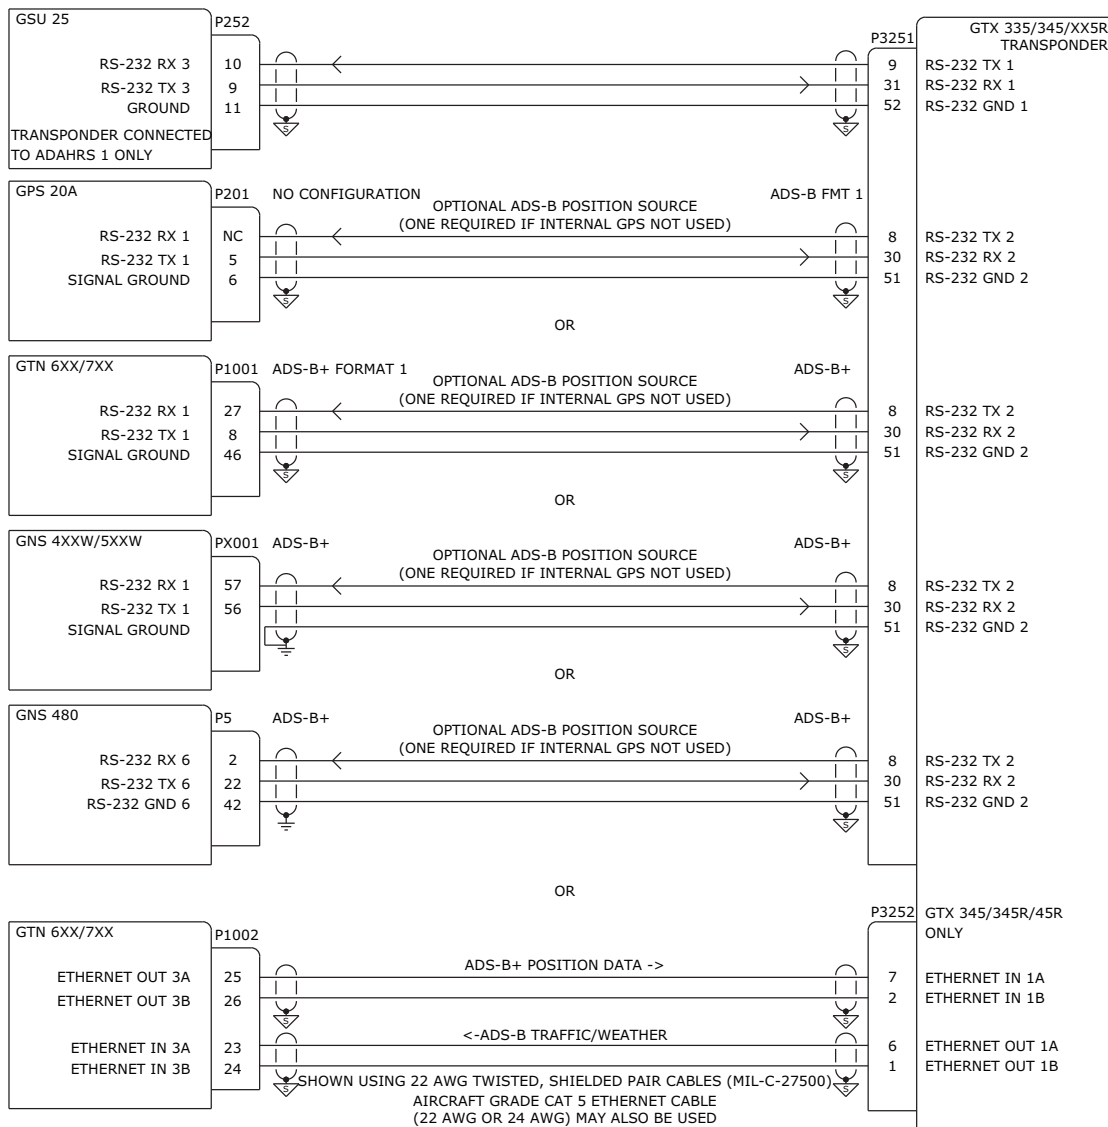 GSU 25
P252
GTX 335/345/XX5R
TRANSPONDER
P3251
RS-232 RX 3 10 9 RS-232 TX 1
RS-232 TX 3 9 31 RS-232 RX 1
GROUND 11 52 RS-232 GND 1
S S
TRANSPONDER CONNECTED
TO ADAHRS 1 ONLY
GPS 20A
P201 NO CONFIGURATION ADS-B FMT 1
OPTIONAL ADS-B POSITION SOURCE
(ONE REQUIRED IF INTERNAL GPS NOT USED)
RS-232 RX 1 NC 8 RS-232 TX 2
RS-232 TX 1 5 30 RS-232 RX 2
SIGNAL GROUND 6 51 RS-232 GND 2
S S
OR
GTN 6XX/7XX
P1001 ADS-B+ FORMAT 1 ADS-B+
OPTIONAL ADS-B POSITION SOURCE
(ONE REQUIRED IF INTERNAL GPS NOT USED)
RS-232 RX 1 27 8 RS-232 TX 2
RS-232 TX 1 8 30 RS-232 RX 2
SIGNAL GROUND 46 51 RS-232 GND 2
S S
OR
GNS 4XXW/5XXW
PX001 ADS-B+ ADS-B+
OPTIONAL ADS-B POSITION SOURCE
(ONE REQUIRED IF INTERNAL GPS NOT USED)
RS-232 RX 1 57 8 RS-232 TX 2
RS-232 TX 1 56 30 RS-232 RX 2
SIGNAL GROUND 51 RS-232 GND 2
S
OR
GNS 480
P5 ADS-B+ ADS-B+
OPTIONAL ADS-B POSITION SOURCE
(ONE REQUIRED IF INTERNAL GPS NOT USED)
RS-232 RX 6 2 8 RS-232 TX 2
RS-232 TX 6 22 30 RS-232 RX 2
RS-232 GND 6 42 51 RS-232 GND 2
S
OR
P3252 GTX 345/345R/45R
ONLY
GTN 6XX/7XX
P1002
ADS-B+ POSITION DATA ->
ETHERNET OUT 3A 25 7 ETHERNET IN 1A
ETHERNET OUT 3B 26 2 ETHERNET IN 1B
S S
<-ADS-B TRAFFIC/WEATHER
ETHERNET IN 3A 23 6 ETHERNET OUT 1A
ETHERNET IN 3B 24 1 ETHERNET OUT 1B
S SHOWN USING 22 AWG TWISTED, SHIELDED PAIR CABLES (MIL-C-27500) S
AIRCRAFT GRADE CAT 5 ETHERNET CABLE
(22 AWG OR 24 AWG) MAY ALSO BE USED